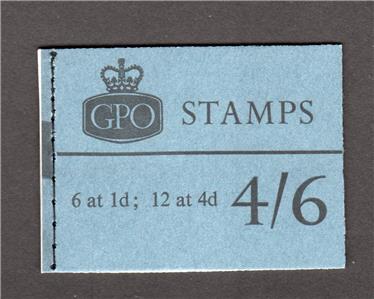 GPO STAMPS
6 at 1d; 12 at 4d 4/6